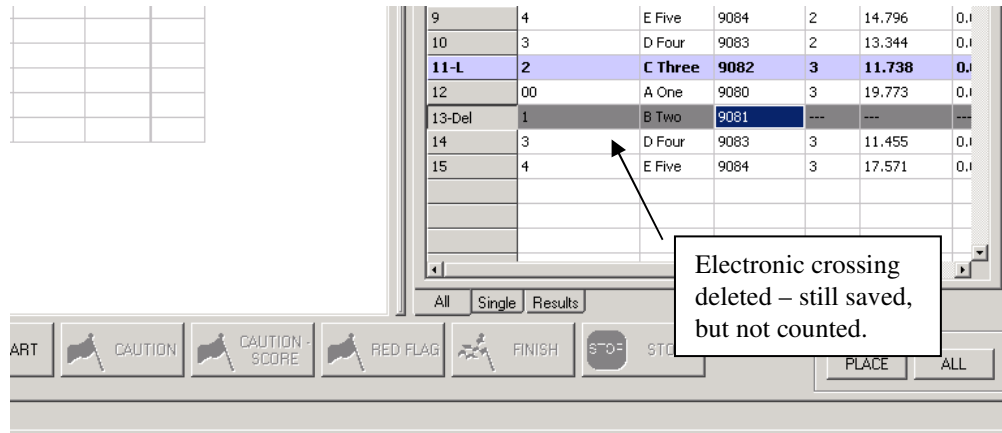 9 4 E Five 9084 2 14.796
10 3 D Four 9083 2 13.344
11-L 2 C Three 9082 3 11.738
12 00 A One 9080 3 19.773
13-Del 1 B Two 9081 --- --- ---
14 3 D Four 9083 3 11.455
15 4 E Five 9084 3 17.571
Electronic crossing
deleted – still saved,
but not counted.
All Single Results
ART CAUTION CAUTION - SCORE RED FLAG FINISH STOP
PLACE ALL